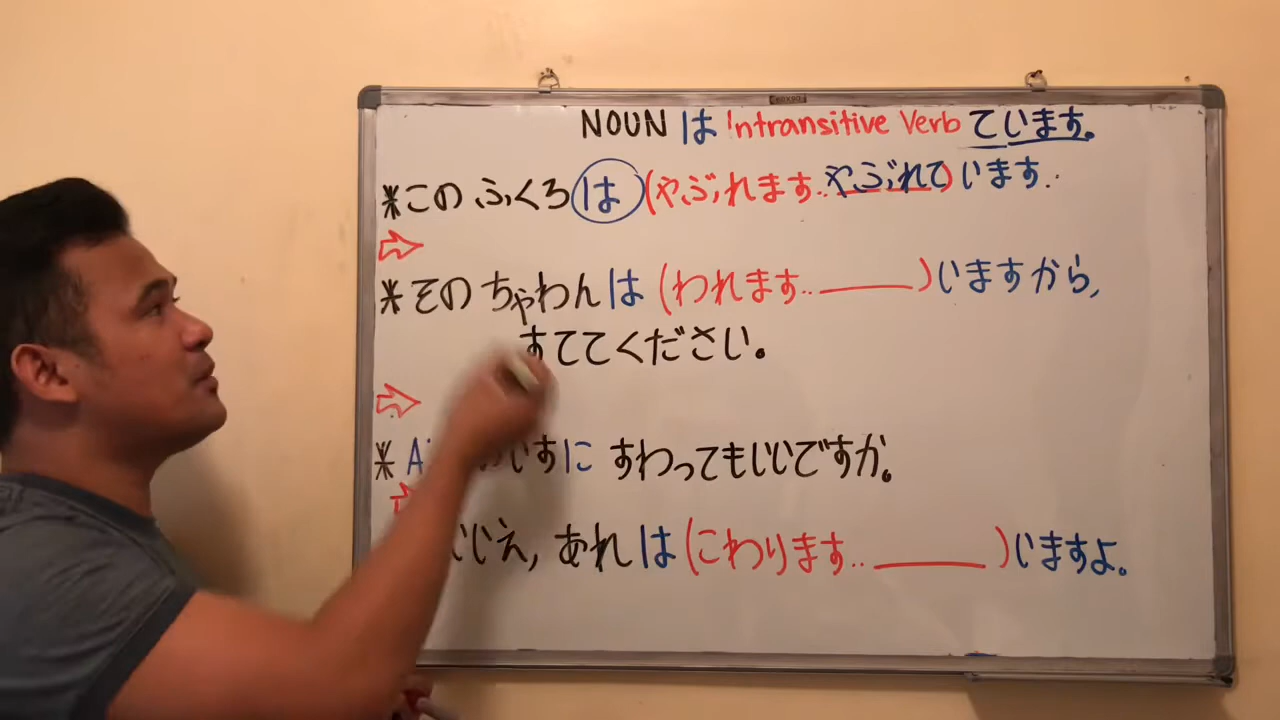 NOUN は Intransitive Verb ています。
*このふくろは(やぶれます..やぶれて)います..
*そのちゃわんは(われます..______)いますから,
すててください。
*いすにすわってもいいですか。
いいえ, あれは(こわります..______)いますよ。